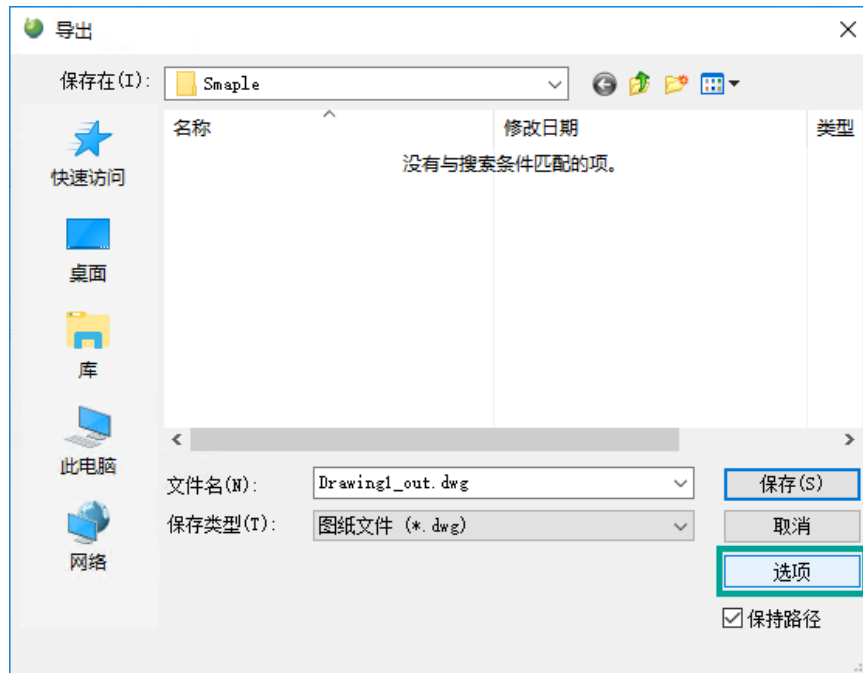 导出
保存在(I):
Smaple
快速访问
桌面
库
此电脑
网络
名称
修改日期
类型
没有与搜索条件匹配的项。
文件名(N):
Drawing1_out.dwg
保存(S)
保存类型(T):
图纸文件 (*.dwg)
取消
选项
保持路径